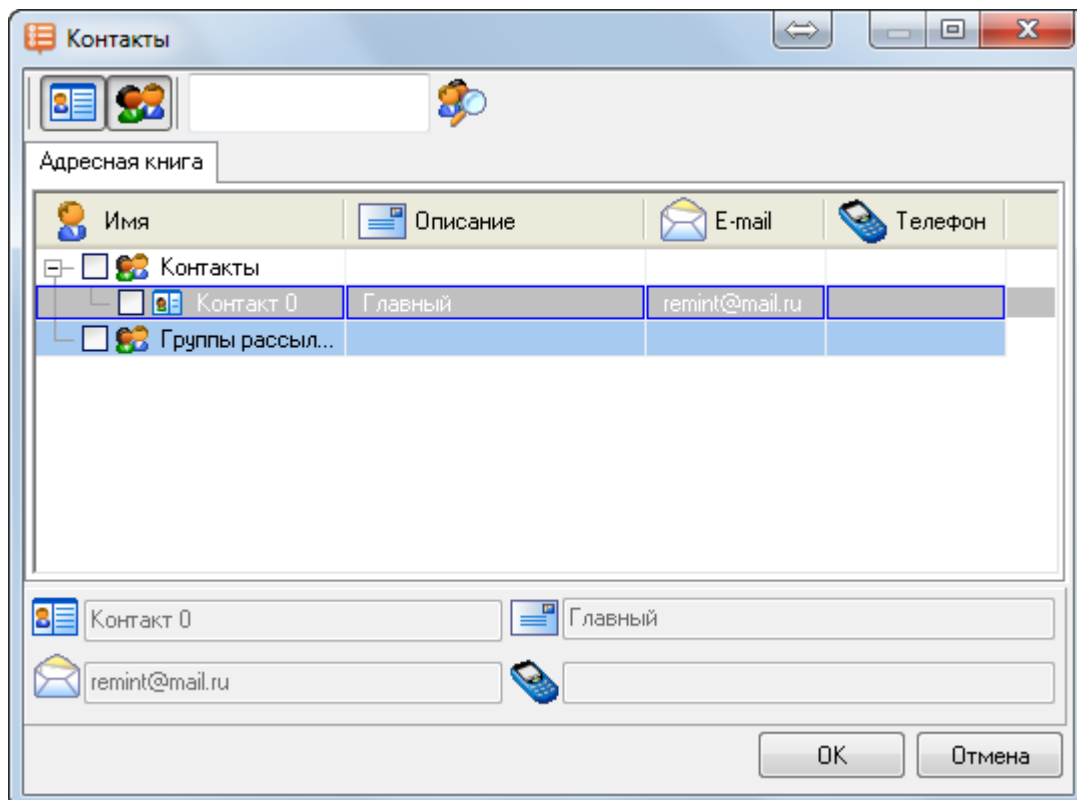 Контакты
Адресная книга
Имя Описание E-mail Телефон
Контакты
Контакт 0 Главный remint@mail.ru
Группы рассыл...
Контакт 0 Главный
remint@mail.ru
OK Отмена